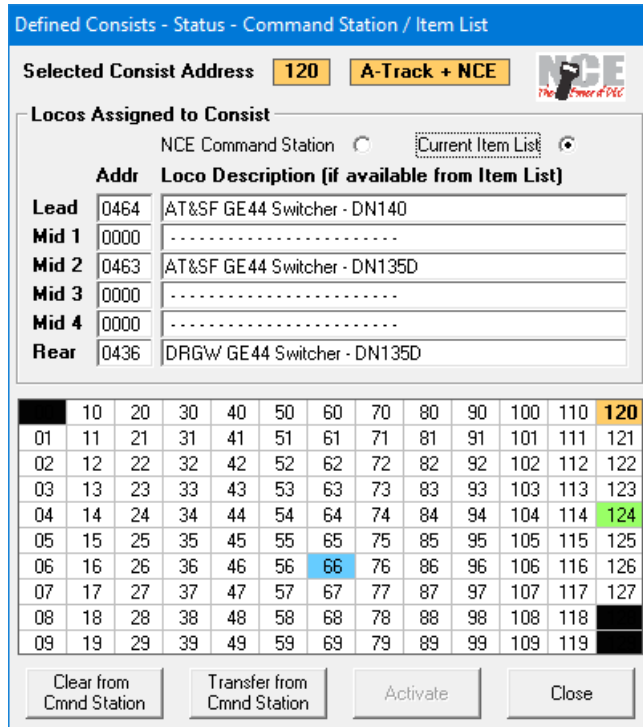 Defined Consists - Status - Command Station / Item List
Selected Consist Address 120 A-Track + NCE
NCE
The Power of DCC
Locos Assigned to Consist
NCE Command Station Current Item List
Addr Loco Description (if available from Item List)
Lead 0464 AT&SF GE44 Switcher - DN140
Mid 1 0000 - - - - - - - - - - - - - - - - - - - - - - - -
Mid 2 0463 AT&SF GE44 Switcher - DN135D
Mid 3 0000 - - - - - - - - - - - - - - - - - - - - - - - -
Mid 4 0000 - - - - - - - - - - - - - - - - - - - - - - - -
Rear 0436 DRGW GE44 Switcher - DN135D
10 20 30 40 50 60 70 80 90 100 110 120
01 11 21 31 41 51 61 71 81 91 101 111 121
02 12 22 32 42 52 62 72 82 92 102 112 122
03 13 23 33 43 53 63 73 83 93 103 113 123
04 14 24 34 44 54 64 74 84 94 104 114 124
05 15 25 35 45 55 65 75 85 95 105 115 125
06 16 26 36 46 56 66 76 86 96 106 116 126
07 17 27 37 47 57 67 77 87 97 107 117 127
08 18 28 38 48 58 68 78 88 98 108 118
09 19 29 39 49 59 69 79 89 99 109 119
Clear from Transfer from Activate Close
Cmnd Station Cmnd Station